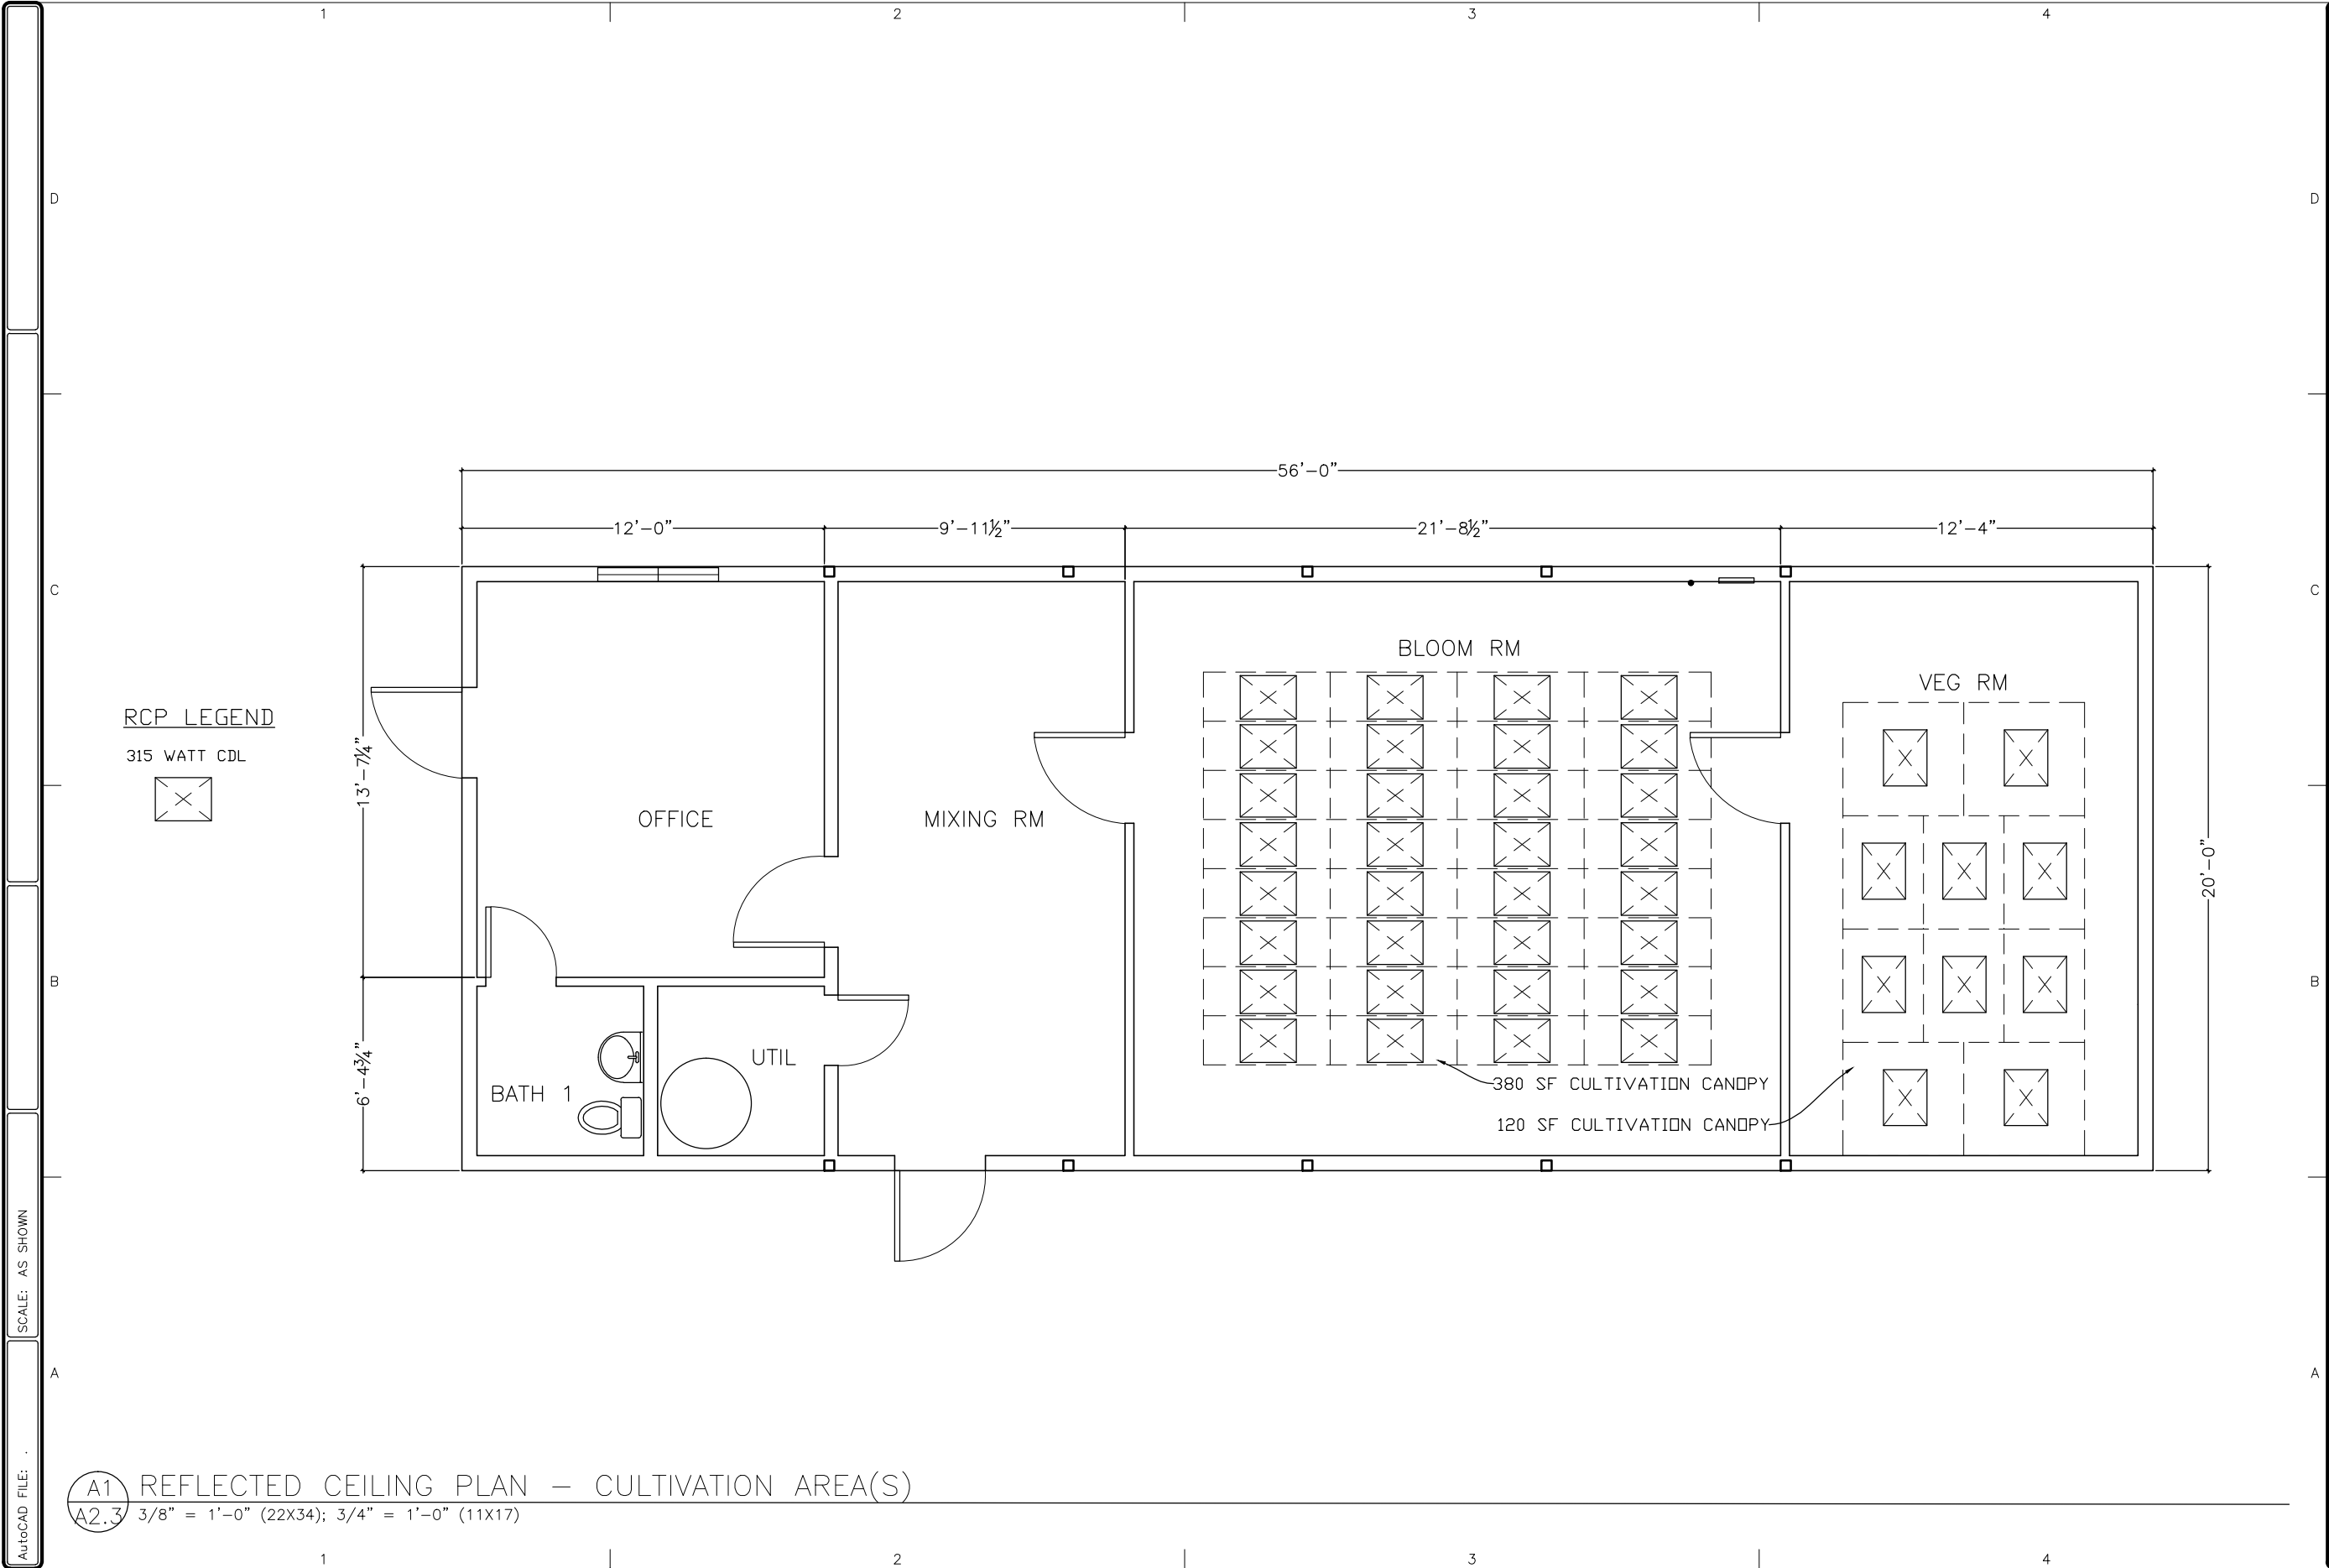 1 2 3 4
D D
56'-0"
12'-0" 9'-11½" 21'-8½" 12'-4"
C C
BLOOM RM
VEG RM
RCP LEGEND
315 WATT CDL
13'-7¼"
OFFICE
MIXING RM
20'-0"
B B
6'-4¾"
UTIL
BATH 1
380 SF CULTIVATION CANOPY
120 SF CULTIVATION CANOPY
SCALE: AS SHOWN
A A
AutoCAD FILE: .
A1
A2.3
REFLECTED CEILING PLAN - CULTIVATION AREA(S)
3/8" = 1'-0" (22X34); 3/4" = 1'-0" (11X17)
1 2 3 4